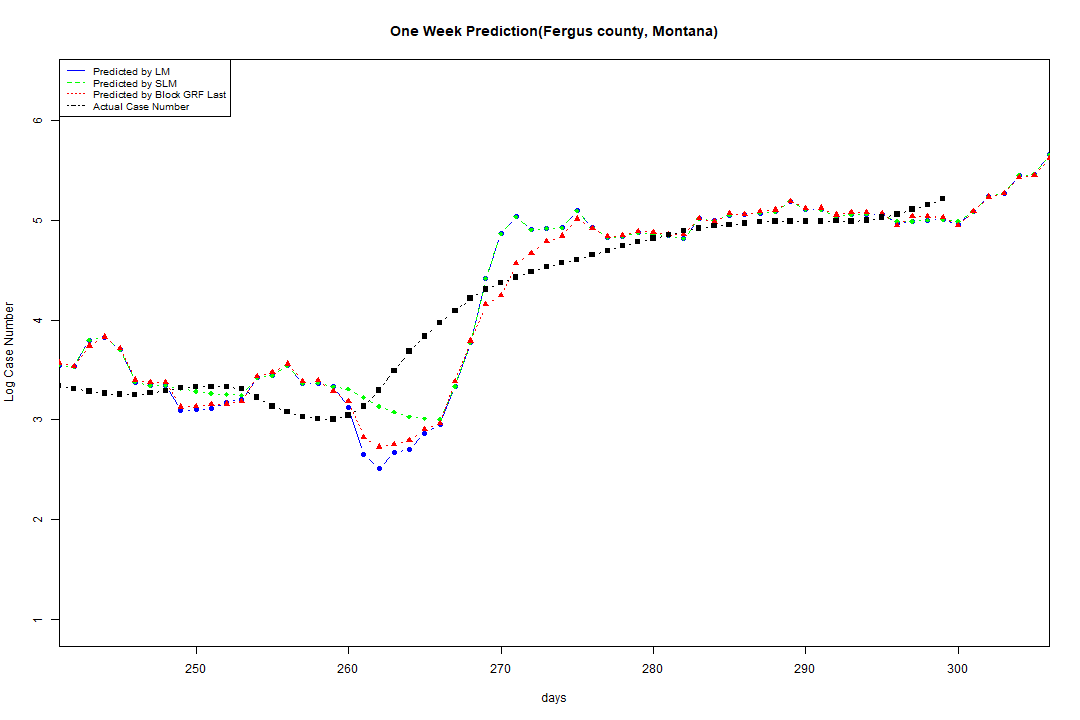 One Week Prediction(Fergus county, Montana)
Predicted by LM
Predicted by SLM
Predicted by Block GRF Last
Actual Case Number
6
5
4
3
2
1
Log Case Number
250 260 270 280 290 300
days